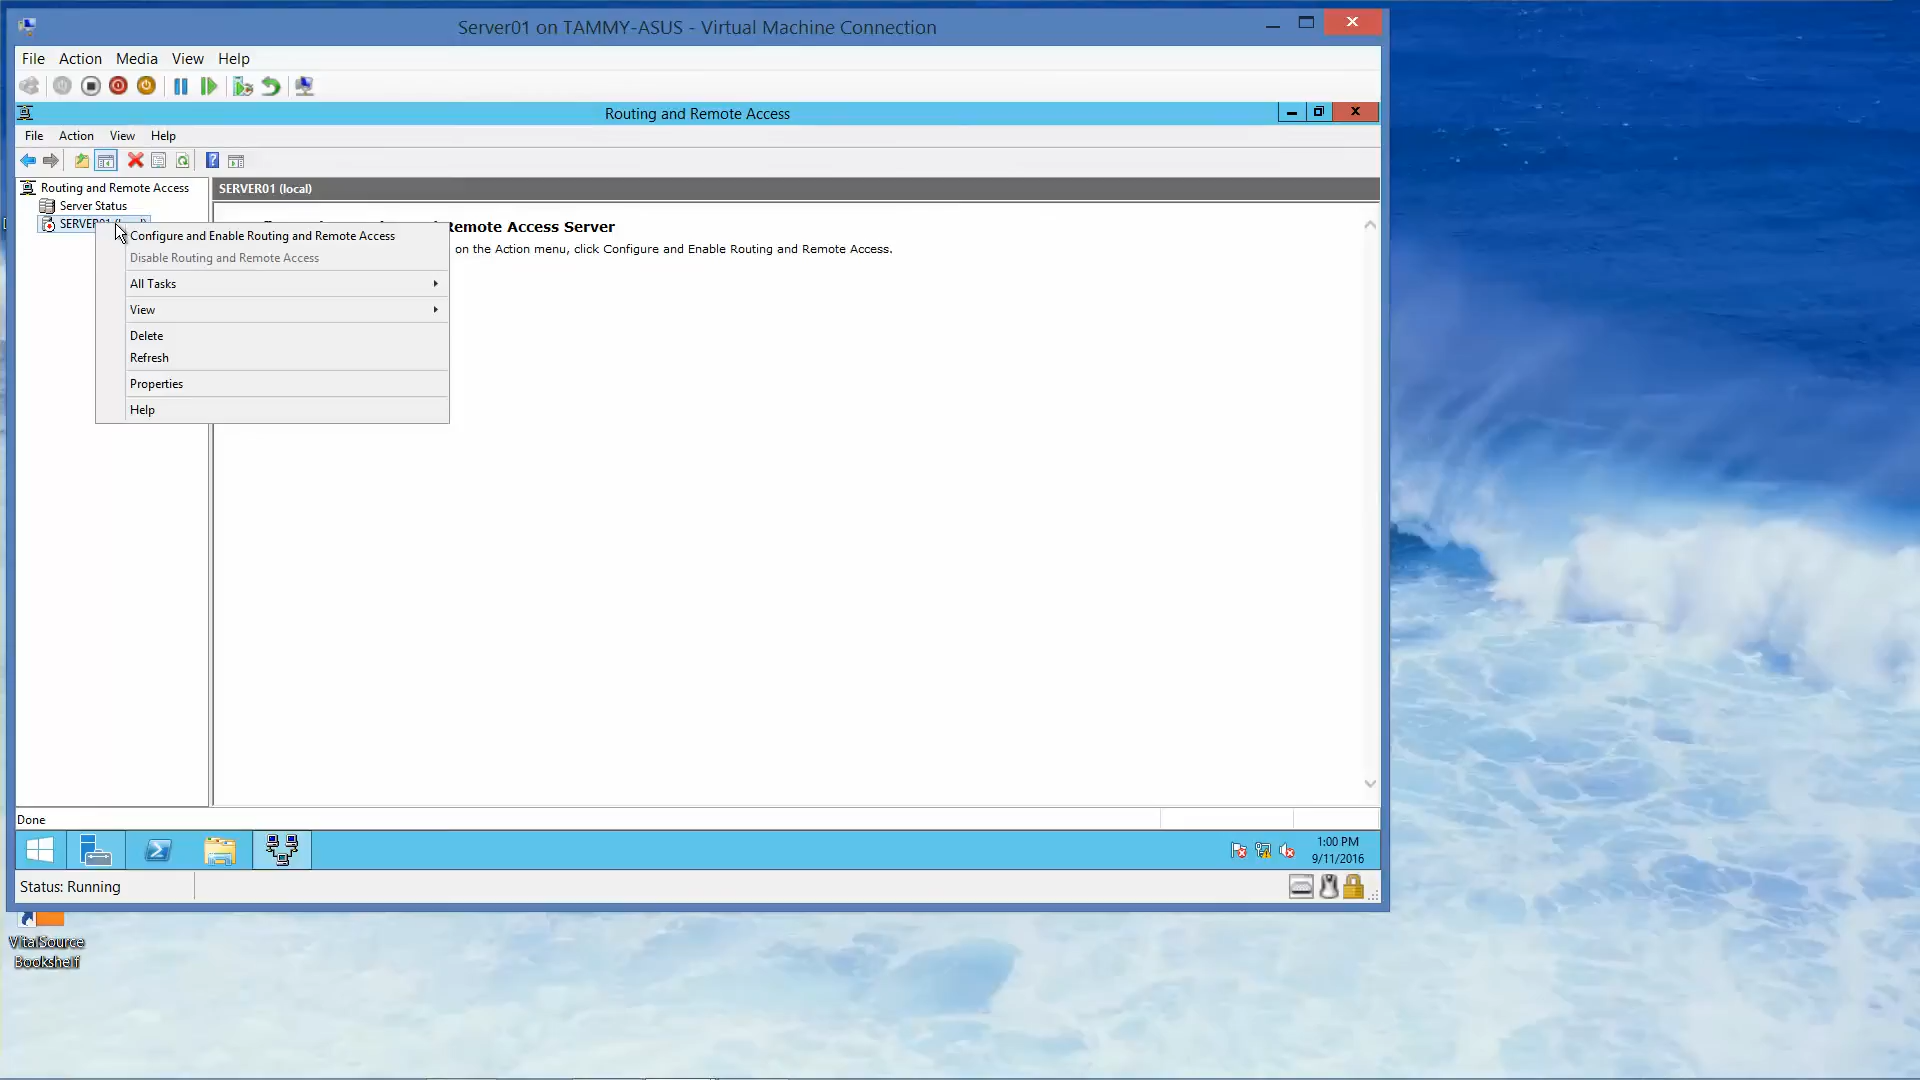 Server01 on TAMMY-ASUS - Virtual Machine Connection
File Action Media View Help
Routing and Remote Access
File Action View Help
Routing and Remote Access
SERVER01 (local)
Server Status
Remote Access Server
Configure and Enable Routing and Remote Access
on the Action menu, click Configure and Enable Routing and Remote Access.
Disable Routing and Remote Access
All Tasks
View
Delete
Refresh
Properties
Help
Done
1:00 PM
9/11/2016
Status: Running
VitalSource
Bookshelf